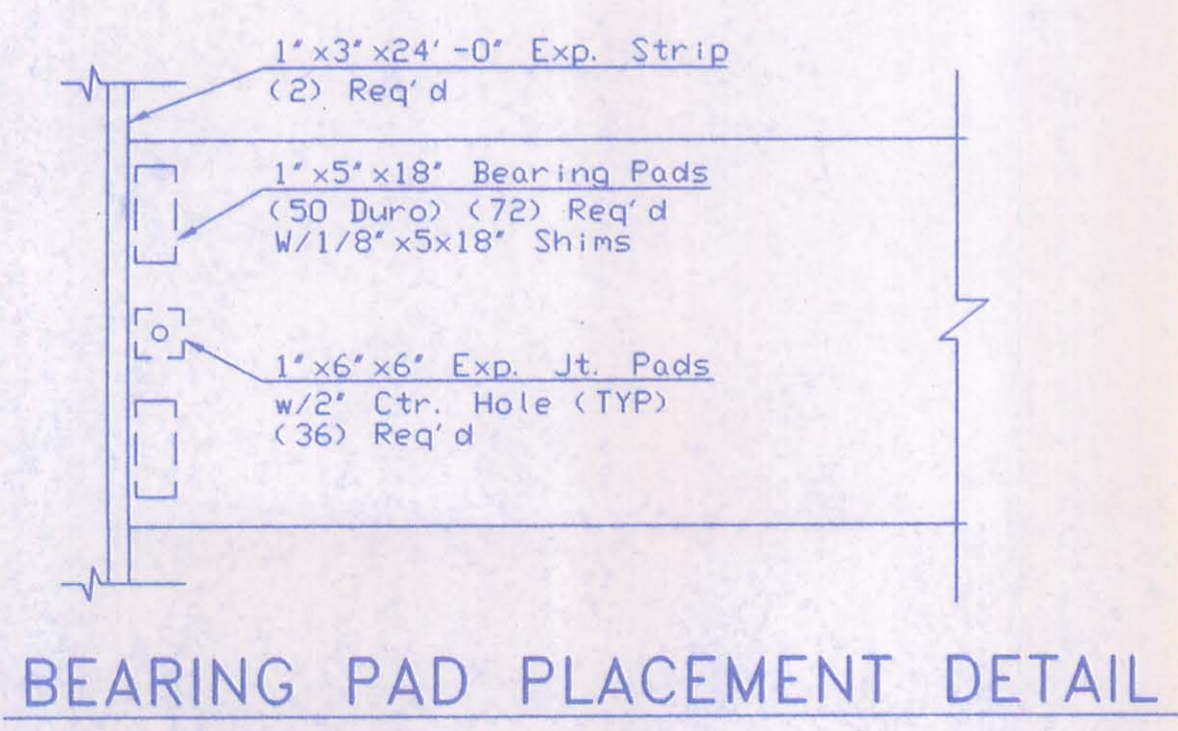 1"x3"x24'-0" Exp. Strip
(2) Req'd
1"x5"x18" Bearing Pads
(50 Duro) (72) Req'd
W/1/8"x5x18" Shims
1"x6"x6" Exp. Jt. Pads
w/2" Ctr. Hole (TYP)
(36) Req'd
BEARING PAD PLACEMENT DETAIL